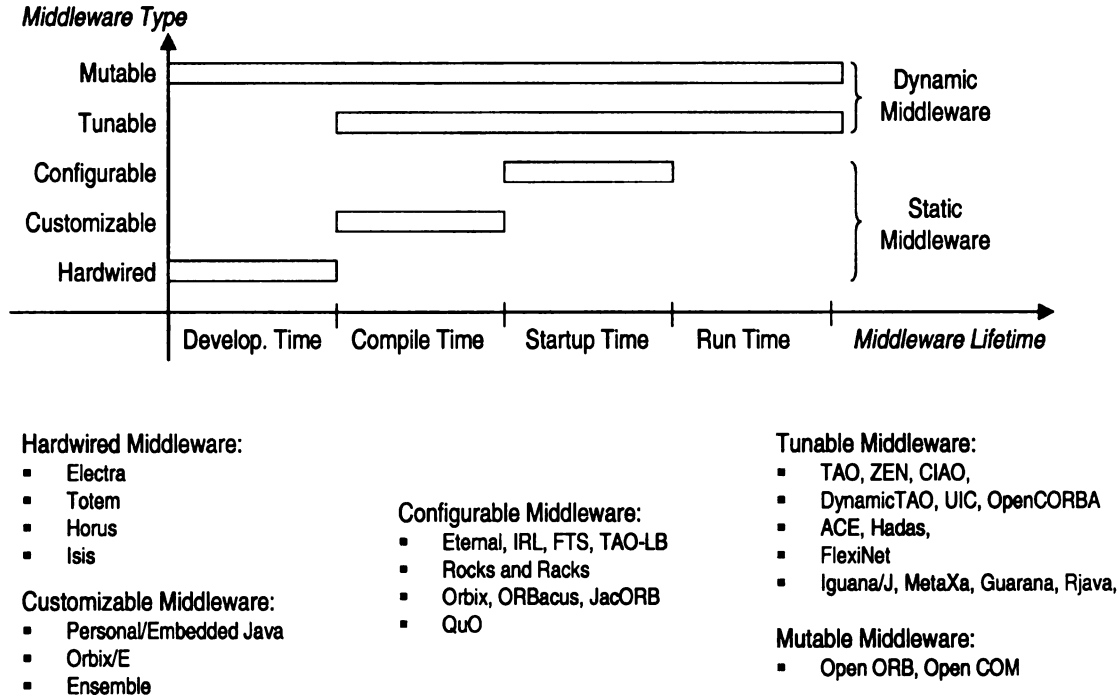 Middleware Type
Mutable
Tunable
Configurable
Customizable
Hardwired
Dynamic
Middleware
Static
Middleware
Develop. Time
Compile Time
Startup Time
Run Time
Middleware Lifetime
Hardwired Middleware:
▪ Electra
▪ Totem
▪ Horus
▪ Isis
Customizable Middleware:
▪ Personal/Embedded Java
▪ Orbix/E
▪ Ensemble
Configurable Middleware:
▪ Eternal, IRL, FTS, TAO-LB
▪ Rocks and Racks
▪ Orbix, ORBacus, JacORB
▪ QuO
Tunable Middleware:
▪ TAO, ZEN, CIAO,
▪ DynamicTAO, UIC, OpenCORBA
▪ ACE, Hadas,
▪ FlexiNet
▪ Iguana/J, MetaXa, Guarana, Rjava,
Mutable Middleware:
▪ Open ORB, Open COM